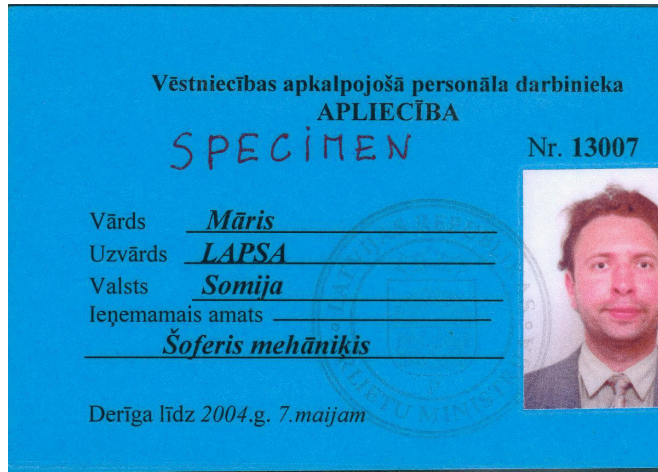 Vēstniecības apkalpojošā personāla darbinieka
APLIECĪBA
SPECIMEN
Nr. 13007
Vārds Māris
Uzvārds LAPSA
Valsts Somija
Ieņemamais amats
Šoferis mehāniķis
Derīga līdz 2004.g. 7.maijam